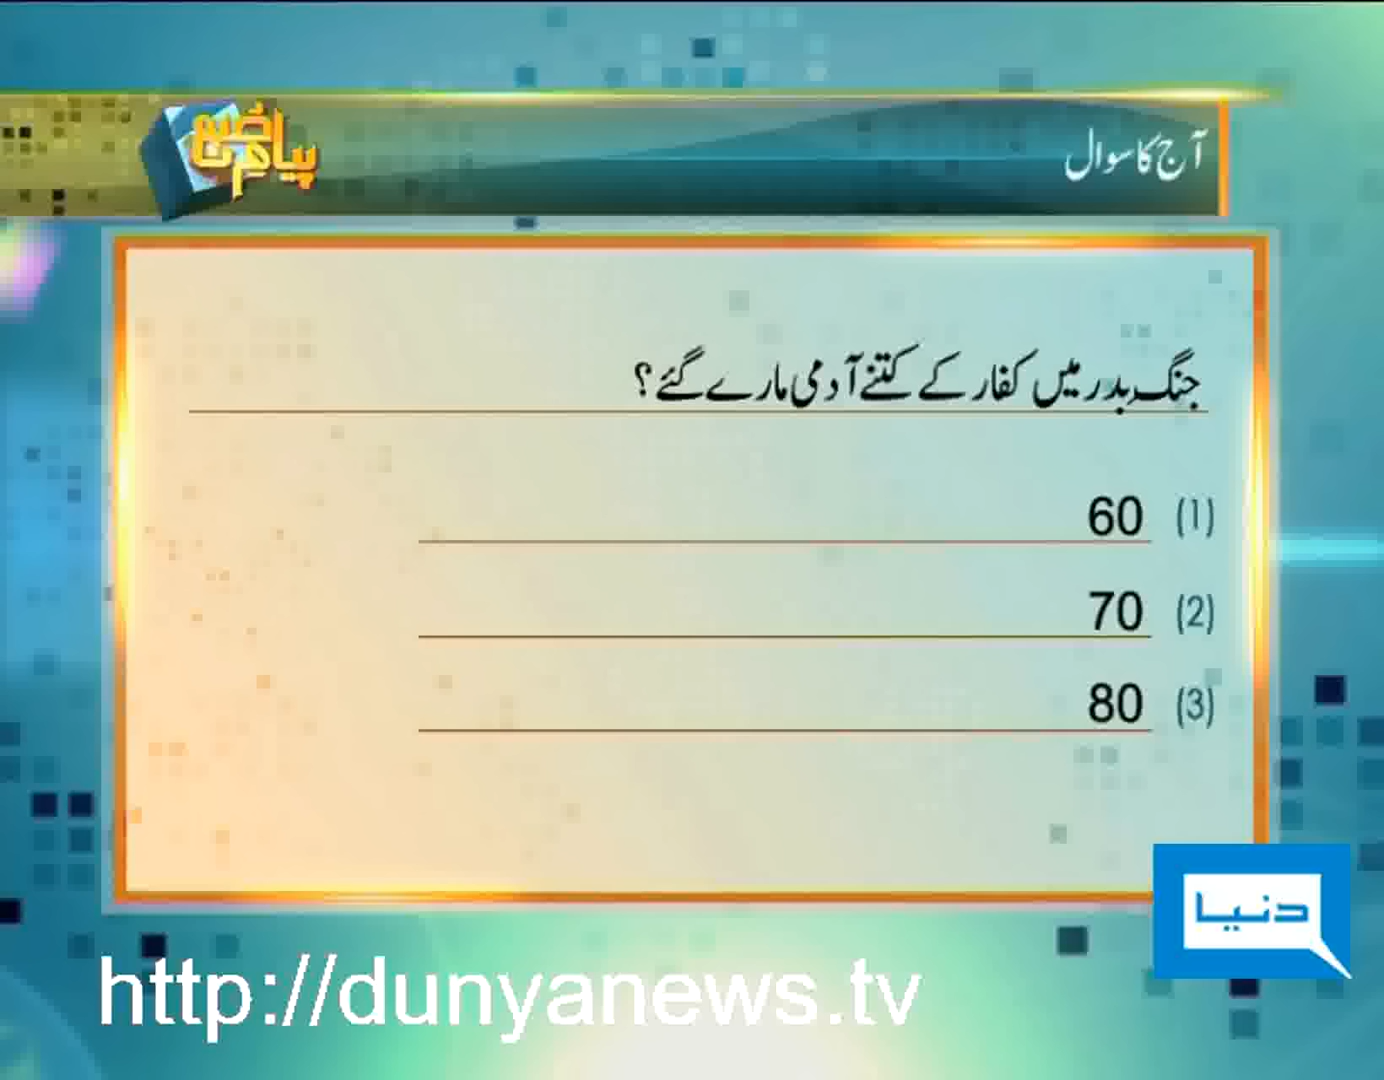 پیام صبح
آج کا سوال
جنگ بدر میں کفار کے کتنے آدمی مارے گئے؟
(1) 60
(2) 70
(3) 80
دنیا
http://dunyanews.tv